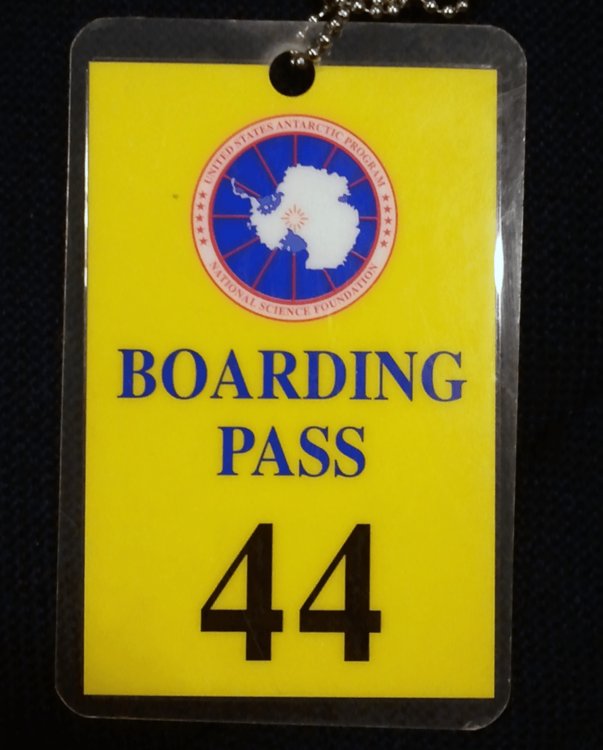 UNITED STATES ANTARCTIC PROGRAM
NATIONAL SCIENCE FOUNDATION
BOARDING
PASS
44